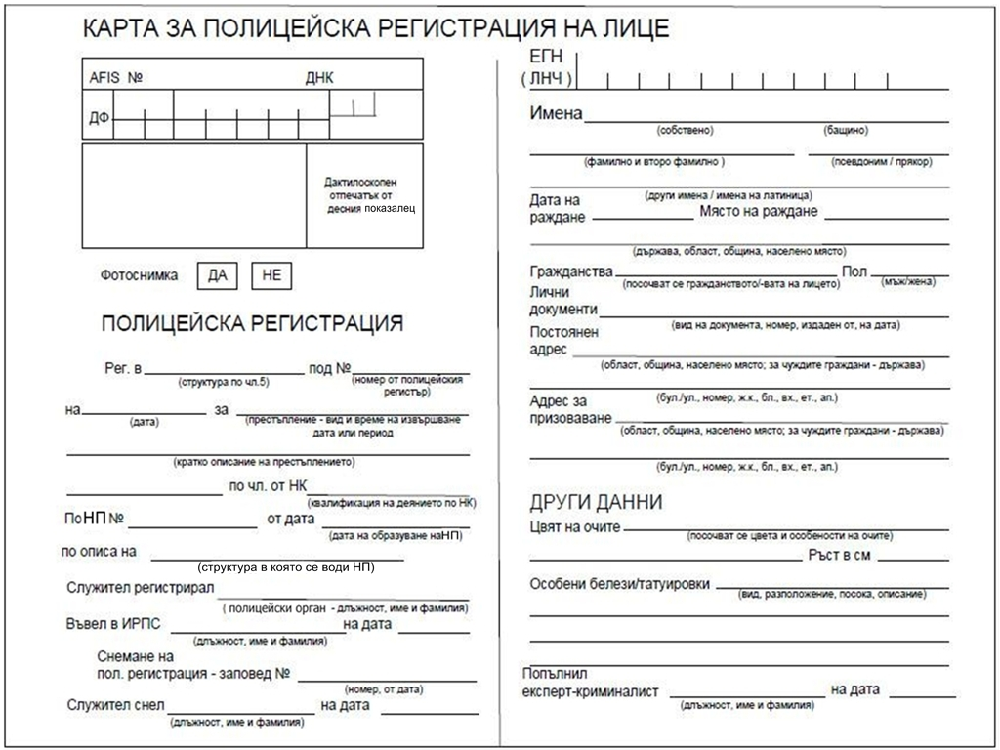 КАРТА ЗА ПОЛИЦЕЙСКА РЕГИСТРАЦИЯ НА ЛИЦЕ
AFIS № ДНК
ДФ
Дактилоскопен
отпечатък от
десния показалец
Фотоснимка ДА НЕ
ПОЛИЦЕЙСКА РЕГИСТРАЦИЯ
Рег. в под №
(структура по чл.5) (номер от полицейския
регистър)
на за
(дата) (престъпление - вид и време на извършване
дата или период
(кратко описание на престъплението)
по чл. от НК
(квалификация на деянието по НК)
По НП № от дата
(дата на образуване на НП)
по описа на
(структура в която се води НП)
Служител регистрирал
( полицейски орган - длъжност, име и фамилия)
Въвел в ИРПС на дата
(длъжност, име и фамилия)
Снемане на
пол. регистрация - заповед №
(номер, от дата)
Служител снел на дата
(длъжност, име и фамилия)
ЕГН
( ЛНЧ )
Имена
(собствено) (бащино)
(фамилно и второ фамилно ) (псевдоним / прякор)
(други имена / имена на латиница)
Дата на
раждане Място на раждане
(държава, област, община, населено място)
Гражданства Пол
(посочват се гражданството/-вата на лицето) (мъж/жена)
Лични
документи
(вид на документа, номер, издаден от, на дата)
Постоянен
адрес
(област, община, населено място; за чуждите граждани - държава)
(бул./ул., номер, ж.к., бл., вх., ет., ап.)
Адрес за
призоваване
(област, община, населено място; за чуждите граждани - държава)
(бул./ул., номер, ж.к., бл., вх., ет., ап.)
ДРУГИ ДАННИ
Цвят на очите
(посочват се цвета и особености на очите)
Ръст в см
Особени белези/татуировки
(вид, разположение, посока, описание)
Попълнил
експерт-криминалист на дата
(длъжност, име и фамилия)